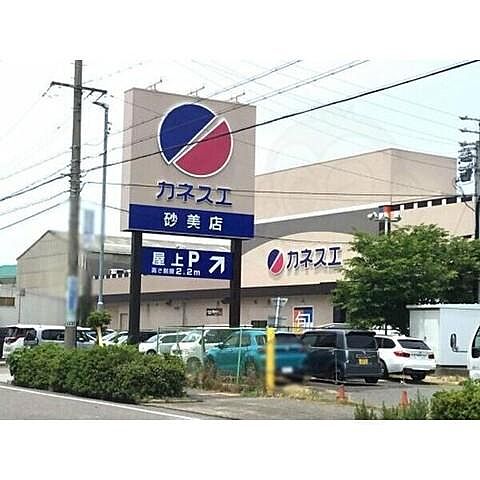 カネスエ
砂美店
屋上P
高さ制限2.2m
カネスエ
旬